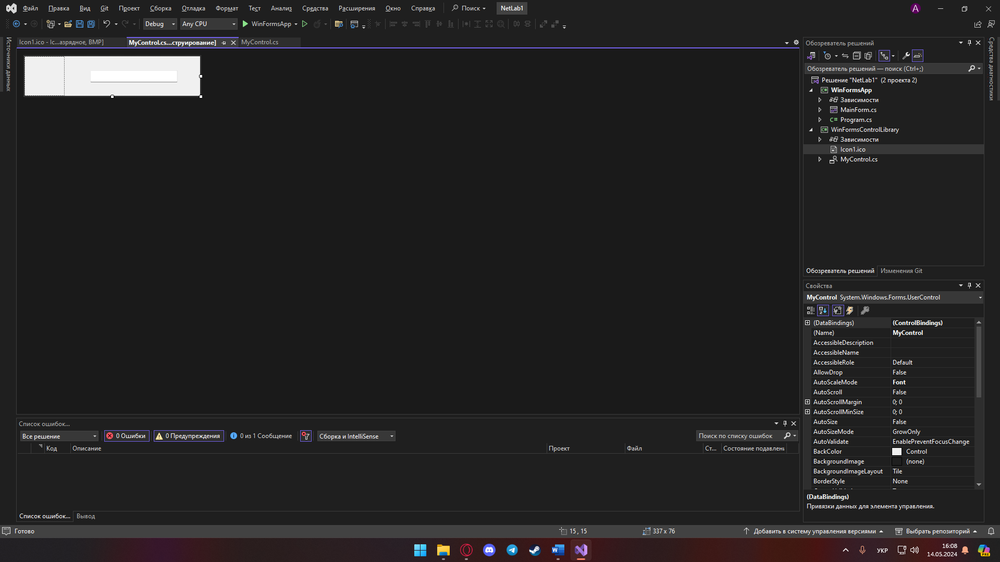 Файл Правка Вид Git Проект Сборка Отладка Формат Тест Анализ Средства Расширения Окно Справка Поиск NetLab1 A
Debug Any CPU WinFormsApp
Источники данных
Icon1.ico - Ic...азрядное, BMP] MyControl.cs...струирование] MyControl.cs
Средства диагностики
Обозреватель решений
Обозреватель решений — поиск (Ctrl+;)
Решение "NetLab1" (2 проекта 2)
WinFormsApp
Зависимости
MainForm.cs
C# Program.cs
WinFormsControlLibrary
Зависимости
Icon1.ico
MyControl.cs
Обозреватель решений Изменения Git
Свойства
MyControl System.Windows.Forms.UserControl
(DataBindings) (ControlBindings)
(Name) MyControl
AccessibleDescription
AccessibleName
AccessibleRole Default
AllowDrop False
AutoScaleMode Font
AutoScroll False
AutoScrollMargin 0; 0
AutoScrollMinSize 0; 0
AutoSize False
AutoSizeMode GrowOnly
AutoValidate EnablePreventFocusChange
BackColor Control
BackgroundImage (none)
BackgroundImageLayout Tile
BorderStyle None
(DataBindings)
Привязки данных для элемента управления.
Список ошибок...
Все решение 0 Ошибки 0 Предупреждения 0 из 1 Сообщение Сборка и IntelliSense Поиск по списку ошибок
Код Описание Проект Файл Ст... Состояние подавлени
Список ошибок... Вывод
Готово 15 , 15 337 x 76 Добавить в систему управления версиями Выбрать репозиторий
УКР 16:08
14.05.2024
PRE